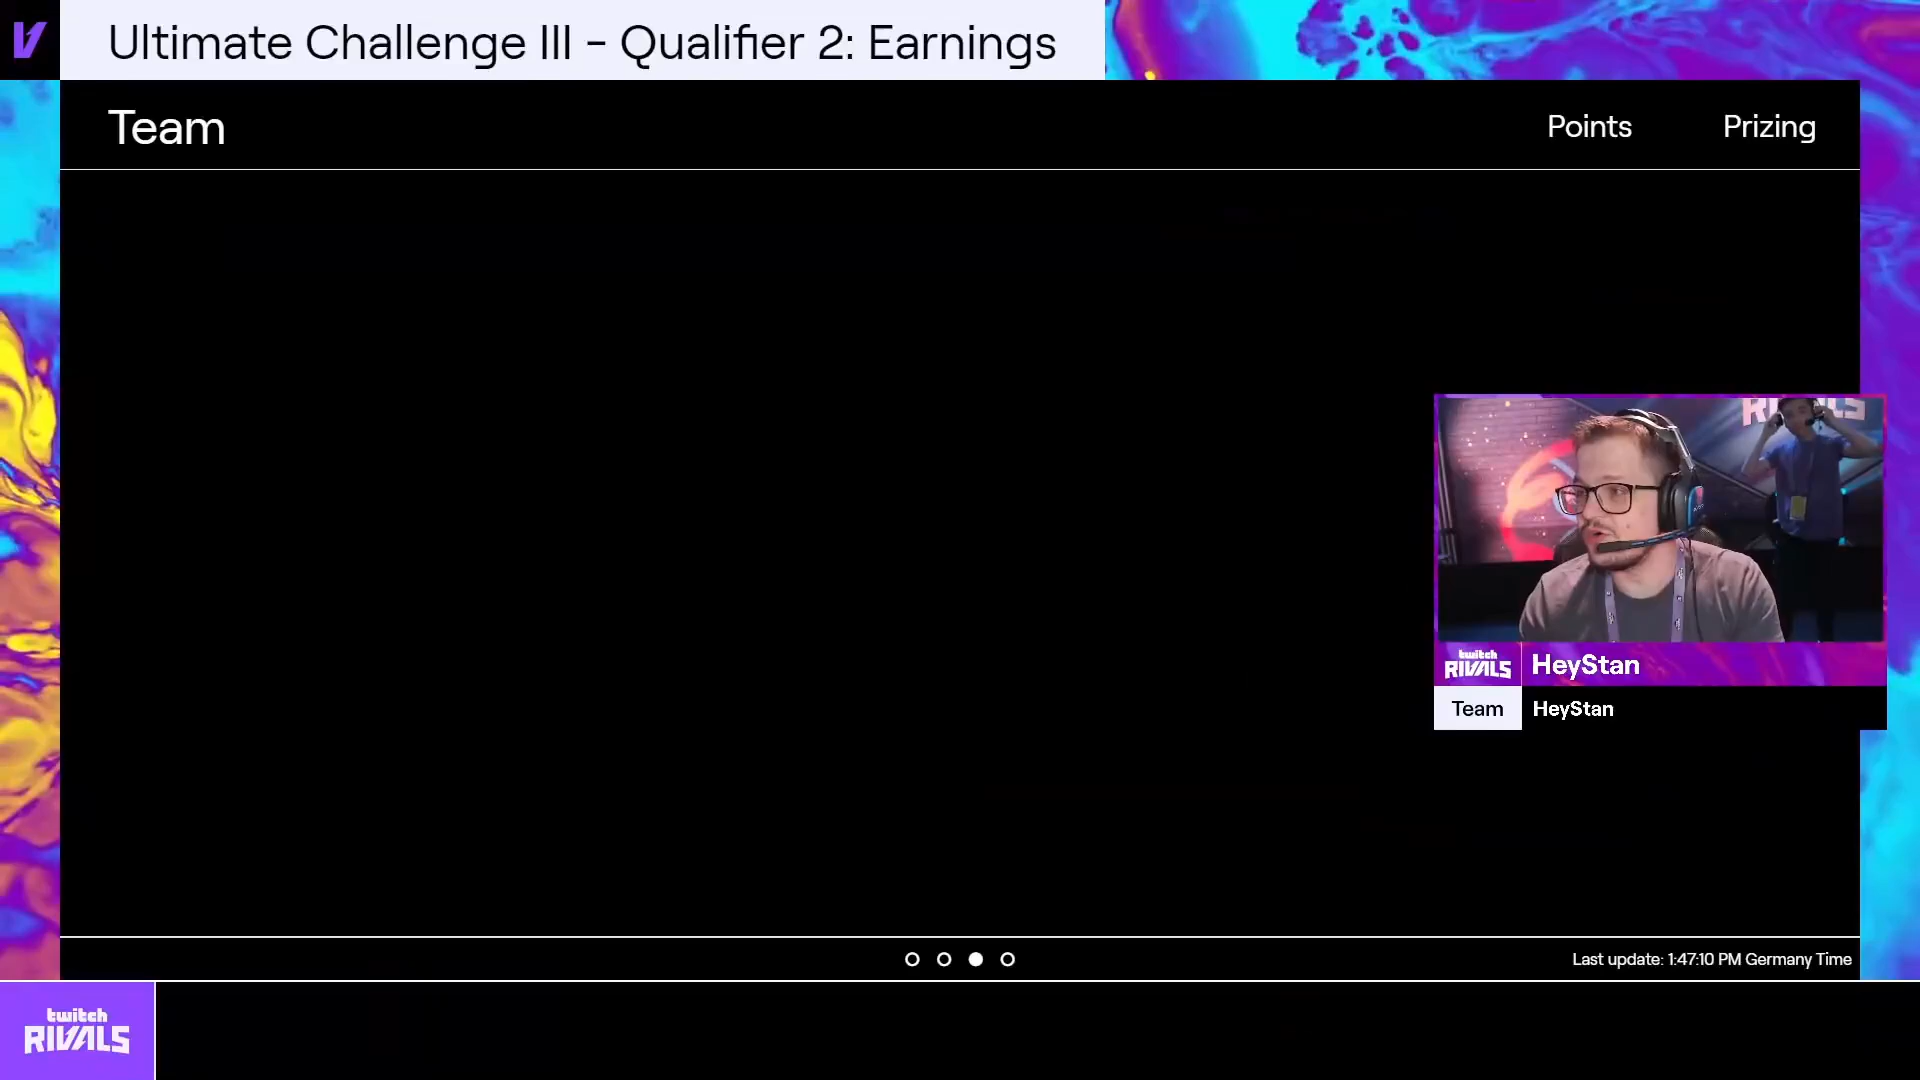 Ultimate Challenge III - Qualifier 2: Earnings
Team
Points
Prizing
twitch
RIVALS
HeyStan
Team
HeyStan
Last update: 1:47:10 PM Germany Time
twitch
RIVALS